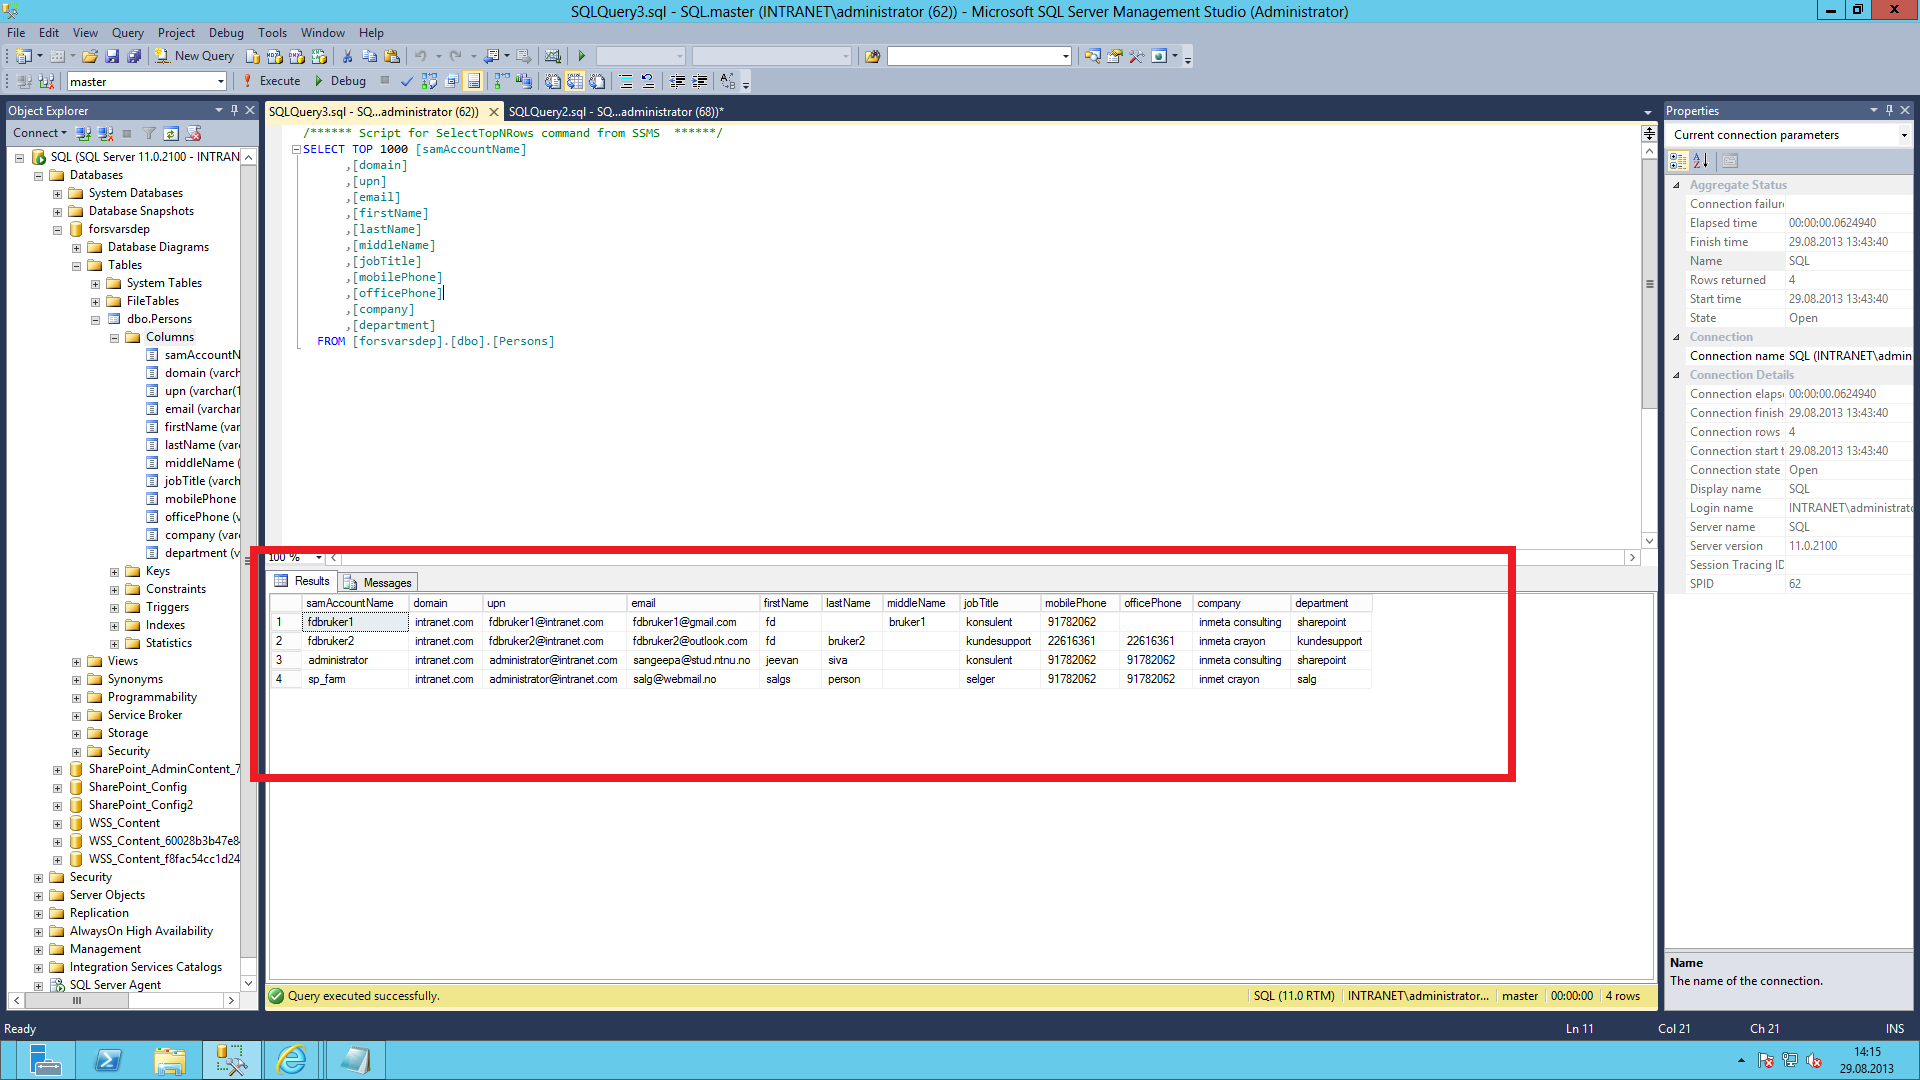 SQLQuery3.sql - SQL.master (INTRANET\administrator (62)) - Microsoft SQL Server Management Studio (Administrator)
File Edit View Query Project Debug Tools Window Help
New Query
master Execute Debug
Object Explorer
Connect
SQL (SQL Server 11.0.2100 - INTRAN
Databases
System Databases
Database Snapshots
forsvarsdep
Database Diagrams
Tables
System Tables
FileTables
dbo.Persons
Columns
samAccountN
domain (varch
upn (varchar(1
email (varchar
firstName (var
lastName (var
middleName (
jobTitle (varch
mobilePhone
officePhone (v
company (varc
department (v
Keys
Constraints
Triggers
Indexes
Statistics
Views
Synonyms
Programmability
Service Broker
Storage
Security
SharePoint_AdminContent_7
SharePoint_Config
SharePoint_Config2
WSS_Content
WSS_Content_60028b3b47e84
WSS_Content_f8fac54cc1d24
Security
Server Objects
Replication
AlwaysOn High Availability
Management
Integration Services Catalogs
SQL Server Agent
SQLQuery3.sql - SQ...administrator (62)) SQLQuery2.sql - SQ...administrator (68))*
/****** Script for SelectTopNRows command from SSMS ******/
SELECT TOP 1000 [samAccountName]
,[domain]
,[upn]
,[email]
,[firstName]
,[lastName]
,[middleName]
,[jobTitle]
,[mobilePhone]
,[officePhone]
,[company]
,[department]
FROM [forsvarsdep].[dbo].[Persons]
100 %
Results Messages
samAccountName domain upn email firstName lastName middleName jobTitle mobilePhone officePhone company department
1 fdbruker1 intranet.com fdbruker1@intranet.com fdbruker1@gmail.com fd bruker1 konsulent 91782062 inmeta consulting sharepoint
2 fdbruker2 intranet.com fdbruker2@intranet.com fdbruker2@outlook.com fd bruker2 kundesupport 22616361 22616361 inmeta crayon kundesupport
3 administrator intranet.com administrator@intranet.com sangeepa@stud.ntnu.no jeevan siva konsulent 91782062 91782062 inmeta consulting sharepoint
4 sp_farm intranet.com administrator@intranet.com salg@webmail.no salgs person selger 91782062 91782062 inmet crayon salg
Query executed successfully. SQL (11.0 RTM) INTRANET\administrator... master 00:00:00 4 rows
Properties
Current connection parameters
Aggregate Status
Connection failure
Elapsed time 00:00:00.0624940
Finish time 29.08.2013 13:43:40
Name SQL
Rows returned 4
Start time 29.08.2013 13:43:40
State Open
Connection
Connection name SQL (INTRANET\admin
Connection Details
Connection elapse 00:00:00.0624940
Connection finish 29.08.2013 13:43:40
Connection rows 4
Connection start t 29.08.2013 13:43:40
Connection state Open
Display name SQL
Login name INTRANET\administrato
Server name SQL
Server version 11.0.2100
Session Tracing ID
SPID 62
Name
The name of the connection.
Ready Ln 11 Col 21 Ch 21 INS
14:15
29.08.2013